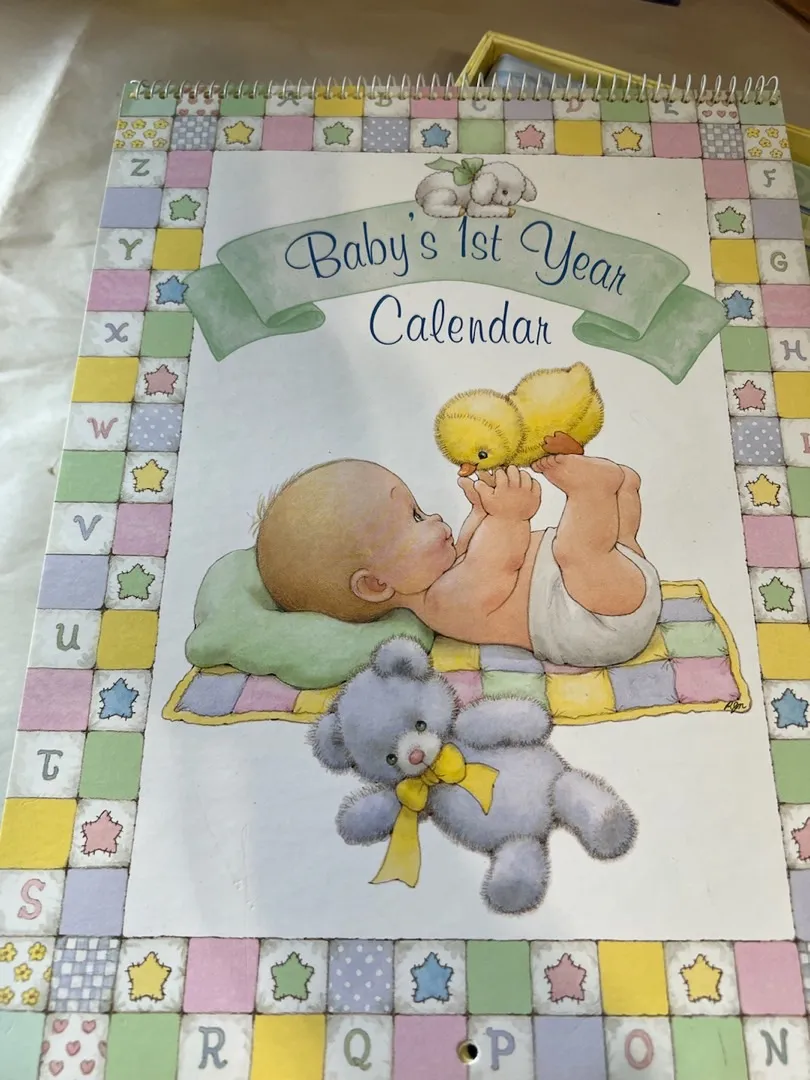 A B C D E
Z F
Baby's 1st Year
Y G
Calendar
X H
W
V
U
T
S
R Q P O N